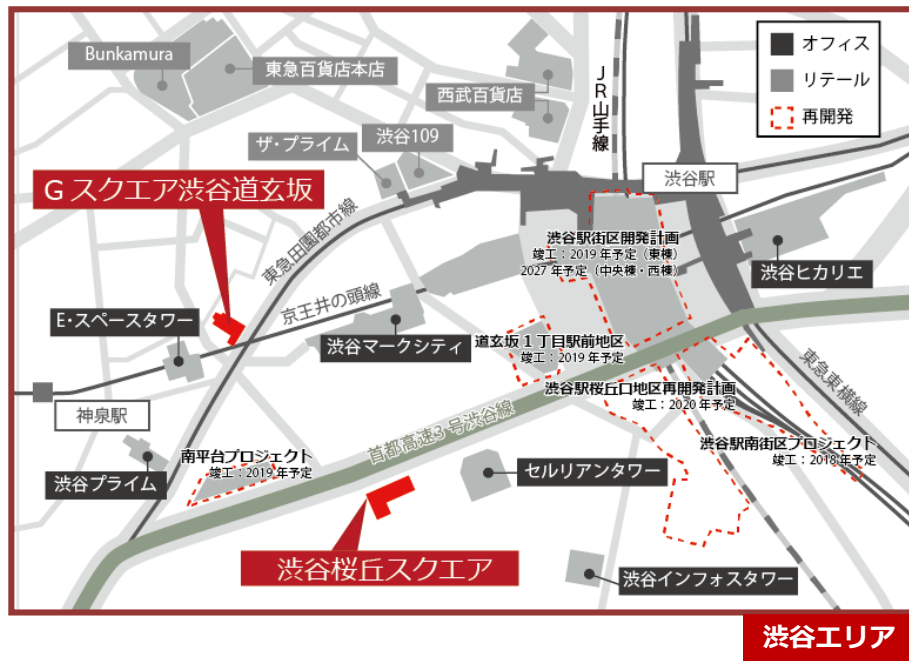 Bunkamura
東急百貨店本店
西武百貨店
JR山手線
オフィス
リテール
再開発
ザ・プライム
渋谷109
渋谷駅
Gスクエア渋谷道玄坂
東急田園都市線
京王井の頭線
渋谷駅街区開発計画
竣工：2019年予定（東棟）
2027年予定（中央棟・西棟）
渋谷ヒカリエ
E・スペースタワー
渋谷マークシティ
道玄坂1丁目駅前地区
竣工：2019年予定
東急東横線
神泉駅
渋谷駅桜丘口地区再開発計画
竣工：2020年予定
首都高速3号渋谷線
渋谷駅南街区プロジェクト
竣工：2018年予定
南平台プロジェクト
竣工：2019年予定
セルリアンタワー
渋谷プライム
渋谷桜丘スクエア
渋谷インフォスタワー
渋谷エリア